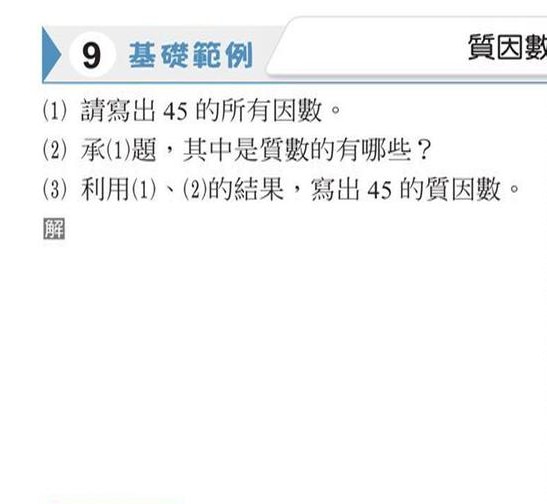 9 基礎範例
質因數
(1) 請寫出 45 的所有因數。
(2) 承(1)題，其中是質數的有哪些？
(3) 利用(1)、(2)的結果，寫出 45 的質因數。
解